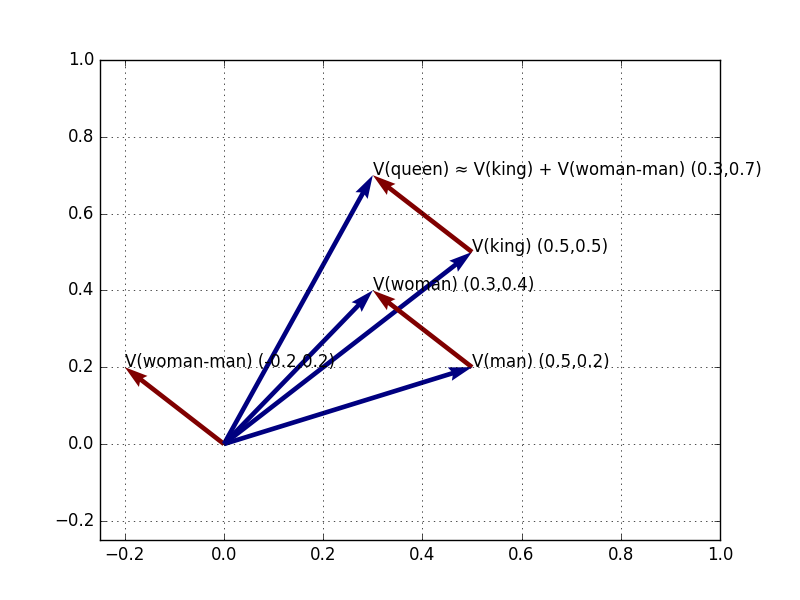 1.0
0.8
V(queen) ≈ V(king) + V(woman-man) (0.3,0.7)
0.6
V(king) (0.5,0.5)
0.4
V(woman) (0.3,0.4)
0.2
V(woman-man) (-0.2,0.2)
V(man) (0.5,0.2)
0.0
−0.2
−0.2 0.0 0.2 0.4 0.6 0.8 1.0